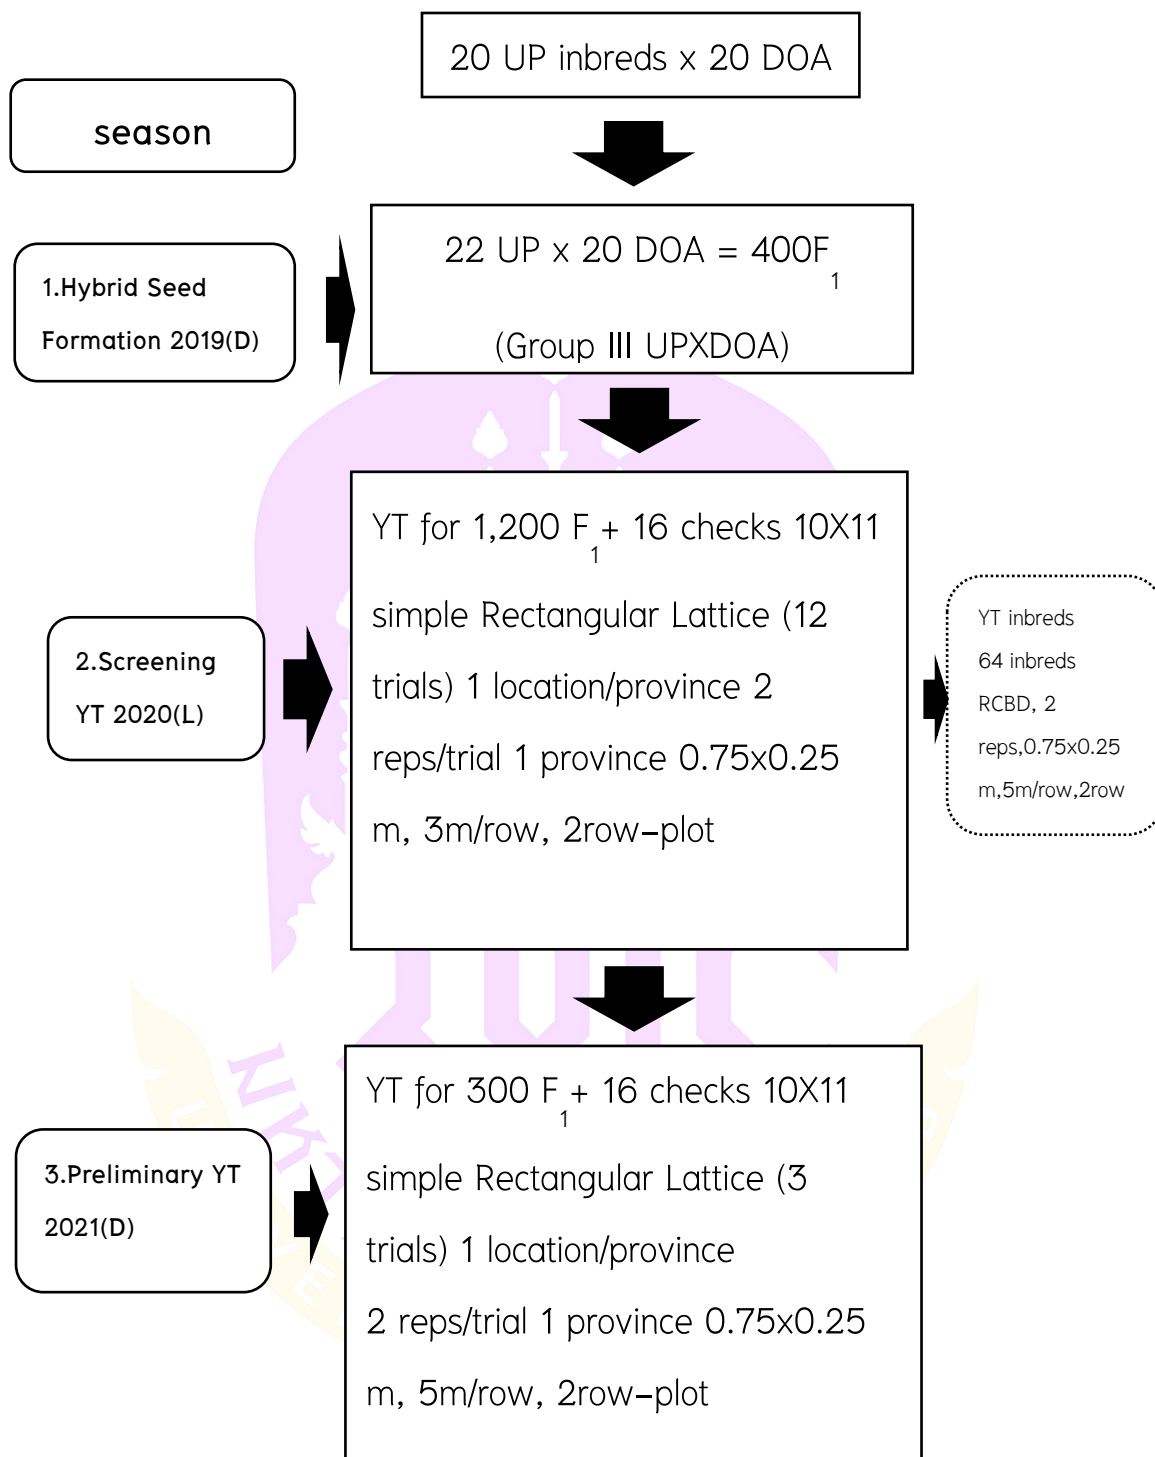 20 UP inbreds x 20 DOA
season
22 UP x 20 DOA = 400F1
(Group III UPXDOA)
1.Hybrid Seed
Formation 2019(D)
YT for 1,200 F1+ 16 checks 10X11
simple Rectangular Lattice (12
trials) 1 location/province 2
reps/trial 1 province 0.75x0.25
m, 3m/row, 2row-plot
2.Screening
YT 2020(L)
YT inbreds
64 inbreds
RCBD, 2
reps,0.75x0.25
m,5m/row,2row
YT for 300 F1+ 16 checks 10X11
simple Rectangular Lattice (3
trials) 1 location/province
2 reps/trial 1 province 0.75x0.25
m, 5m/row, 2row-plot
3.Preliminary YT
2021(D)